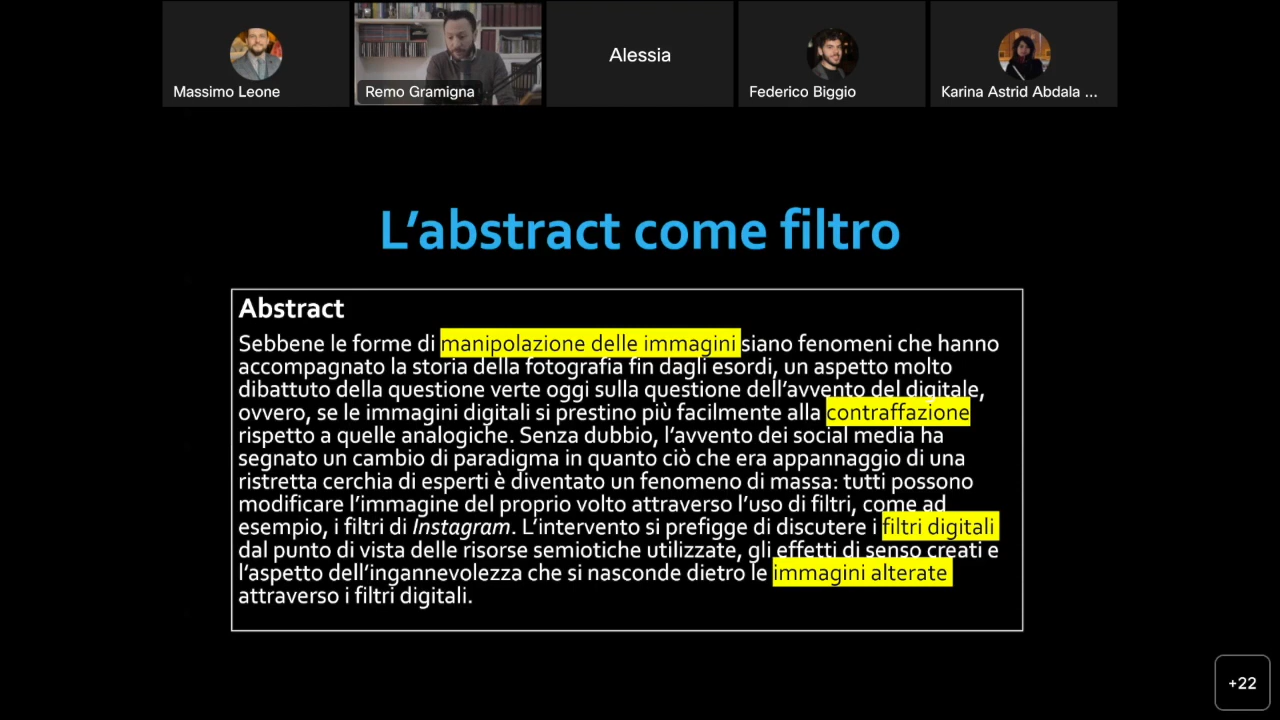 Massimo Leone
Remo Gramigna
Alessia
Federico Biggio
Karina Astrid Abdala ...
L'abstract come filtro
Abstract
Sebbene le forme di manipolazione delle immagini siano fenomeni che hanno
accompagnato la storia della fotografia fin dagli esordi, un aspetto molto
dibattuto della questione verte oggi sulla questione dell'avvento del digitale,
ovvero, se le immagini digitali si prestino più facilmente alla contraffazione
rispetto a quelle analogiche. Senza dubbio, l'avvento dei social media ha
segnato un cambio di paradigma in quanto ciò che era appannaggio di una
ristretta cerchia di esperti è diventato un fenomeno di massa: tutti possono
modificare l'immagine del proprio volto attraverso l'uso di filtri, come ad
esempio, i filtri di Instagram. L'intervento si prefigge di discutere i filtri digitali
dal punto di vista delle risorse semiotiche utilizzate, gli effetti di senso creati e
l'aspetto dell'ingannevolezza che si nasconde dietro le immagini alterate
attraverso i filtri digitali.
+22